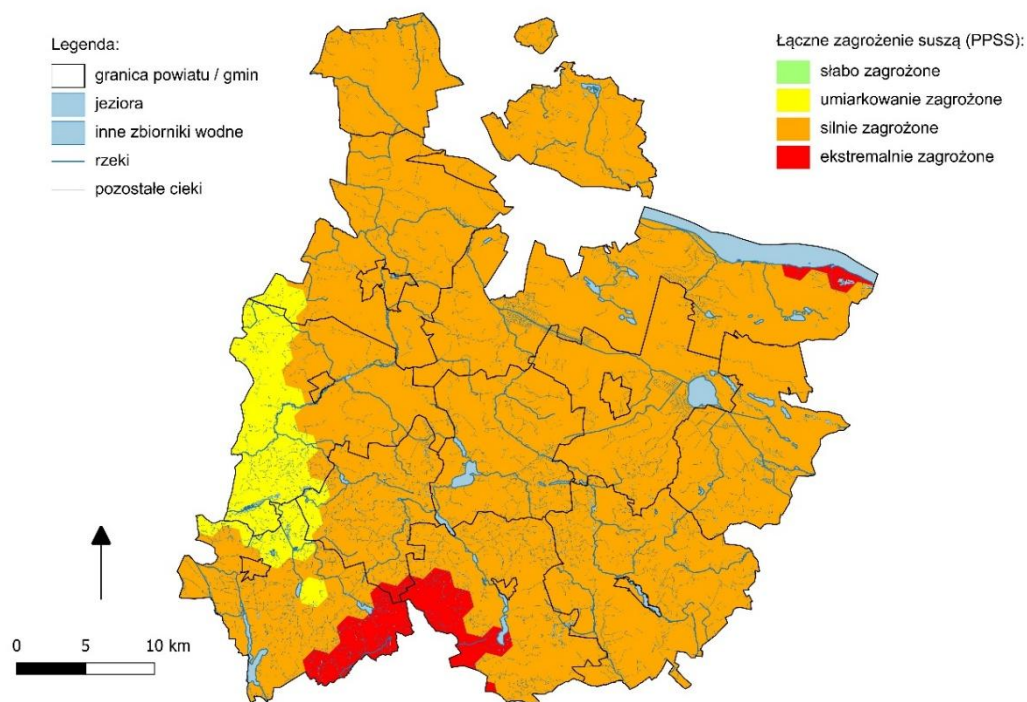 Legenda:
granica powiatu / gmin
jeziora
inne zbiorniki wodne
rzeki
pozostałe cieki
Łączne zagrożenie suszą (PPSS):
słabo zagrożone
umiarkowanie zagrożone
silnie zagrożone
ekstremalnie zagrożone
0 5 10 km